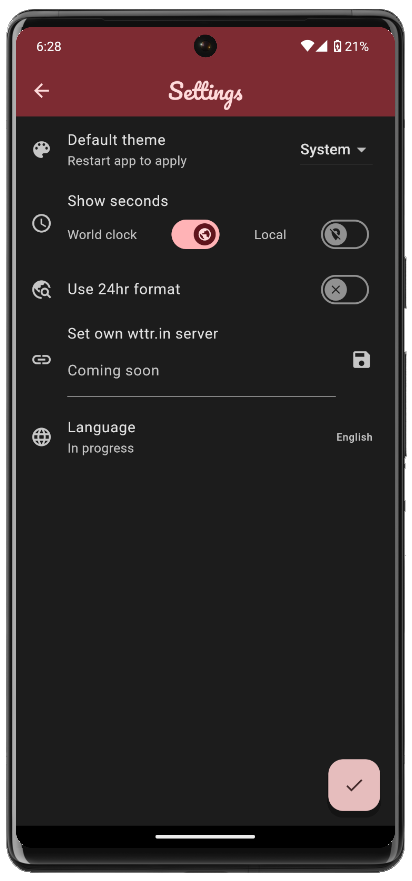 6:28
21%
Settings
Default theme
Restart app to apply
System
Show seconds
World clock
Local
Use 24hr format
Set own wttr.in server
Coming soon
Language
In progress
English